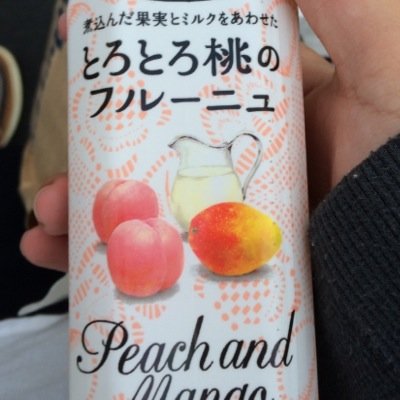 煮込んだ果実とミルクをあわせた
とろとろ桃の
フルーニュ
Peach and
Mango